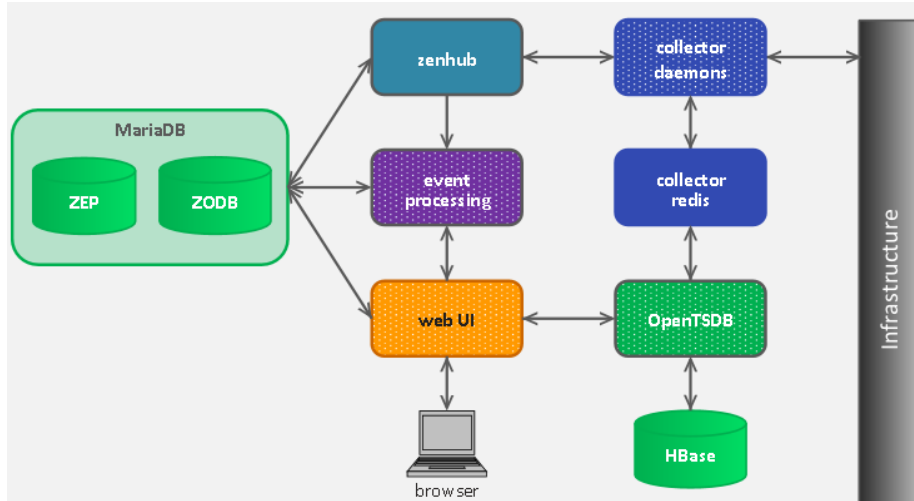 zenhub
collector
daemons
MariaDB
ZEP
ZODB
event
processing
collector
redis
Infrastructure
web UI
OpenTSDB
HBase
browser